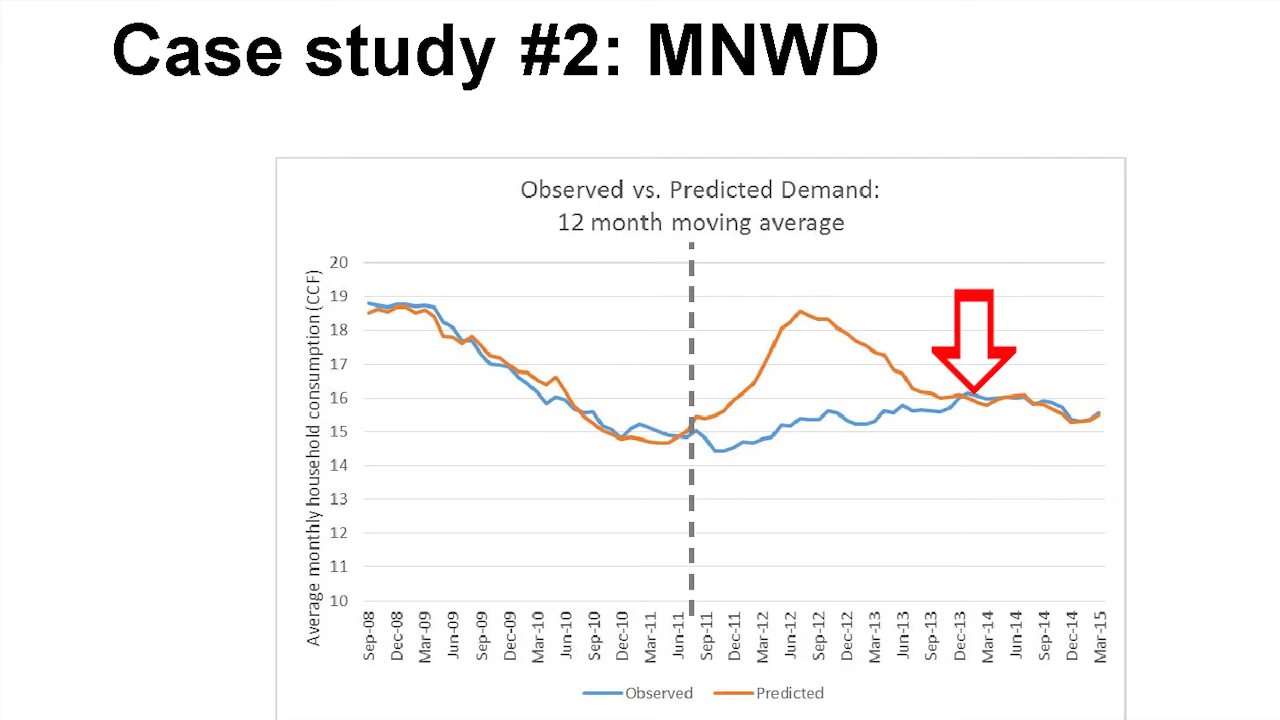 Case study #2: MNWD
Observed vs. Predicted Demand:
12 month moving average
Average monthly household consumption (CCF)
20
19
18
17
16
15
14
13
12
11
10
Sep-08
Dec-08
Mar-09
Jun-09
Sep-09
Dec-09
Mar-10
Jun-10
Sep-10
Dec-10
Mar-11
Jun-11
Sep-11
Dec-11
Mar-12
Jun-12
Sep-12
Dec-12
Mar-13
Jun-13
Sep-13
Dec-13
Mar-14
Jun-14
Sep-14
Dec-14
Mar-15
Observed
Predicted